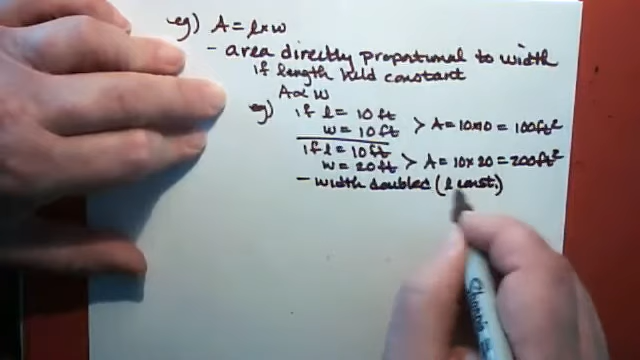 eg) A = l × w
- area directly proportional to width
if length held constant
A ∝ w
eg) if l = 10 ft
w = 10 ft > A = 10×10 = 100 ft²
if l = 10 ft
w = 20 ft > A = 10 × 20 = 200 ft²
- width doubled (l const.)
Sharpie